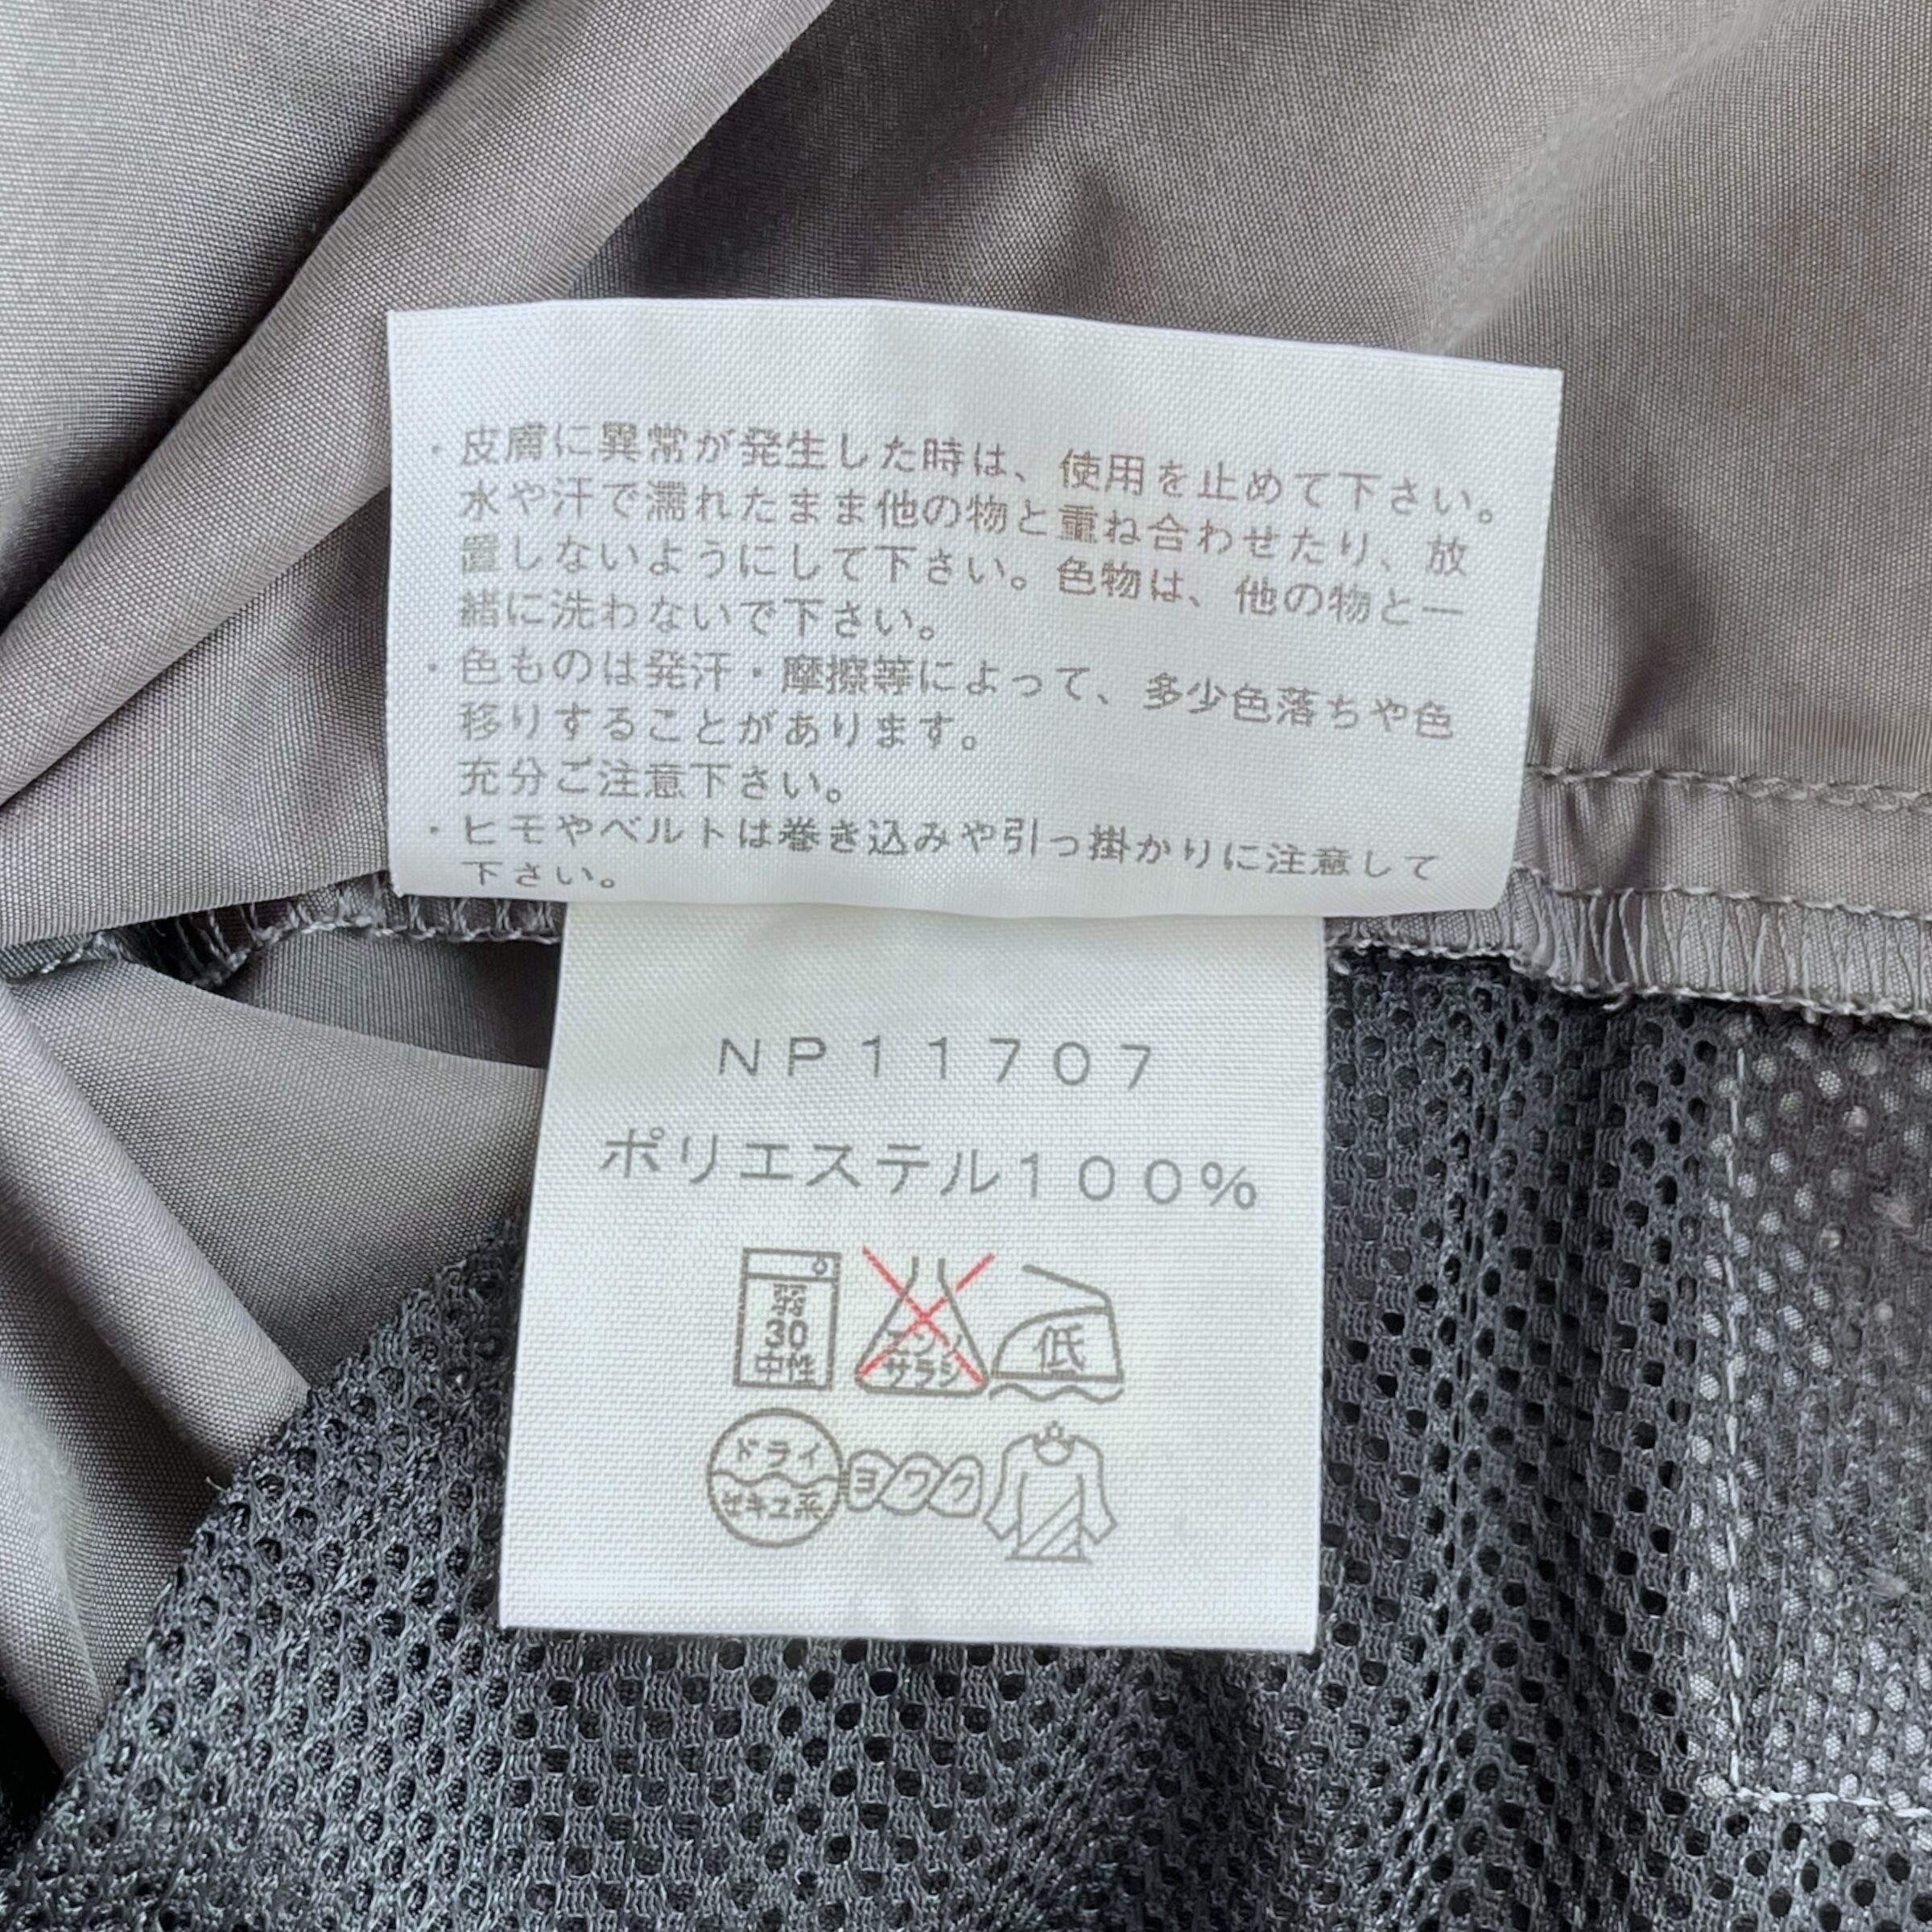 ・皮膚に異常が発生した時は、使用を止めて下さい。
水や汗で濡れたまま他の物と重ね合わせたり、放
置しないようにして下さい。色物は、他の物と一
緒に洗わないで下さい。
・色ものは発汗・摩擦等によって、多少色落ちや色
移りすることがあります。
充分ご注意下さい。
・ヒモやベルトは巻き込みや引っ掛かりに注意して
下さい。
NP11707
ポリエステル100%
弱
30
中性
エンソ
サラシ
低
ドライ
セキユ系
ヨワク